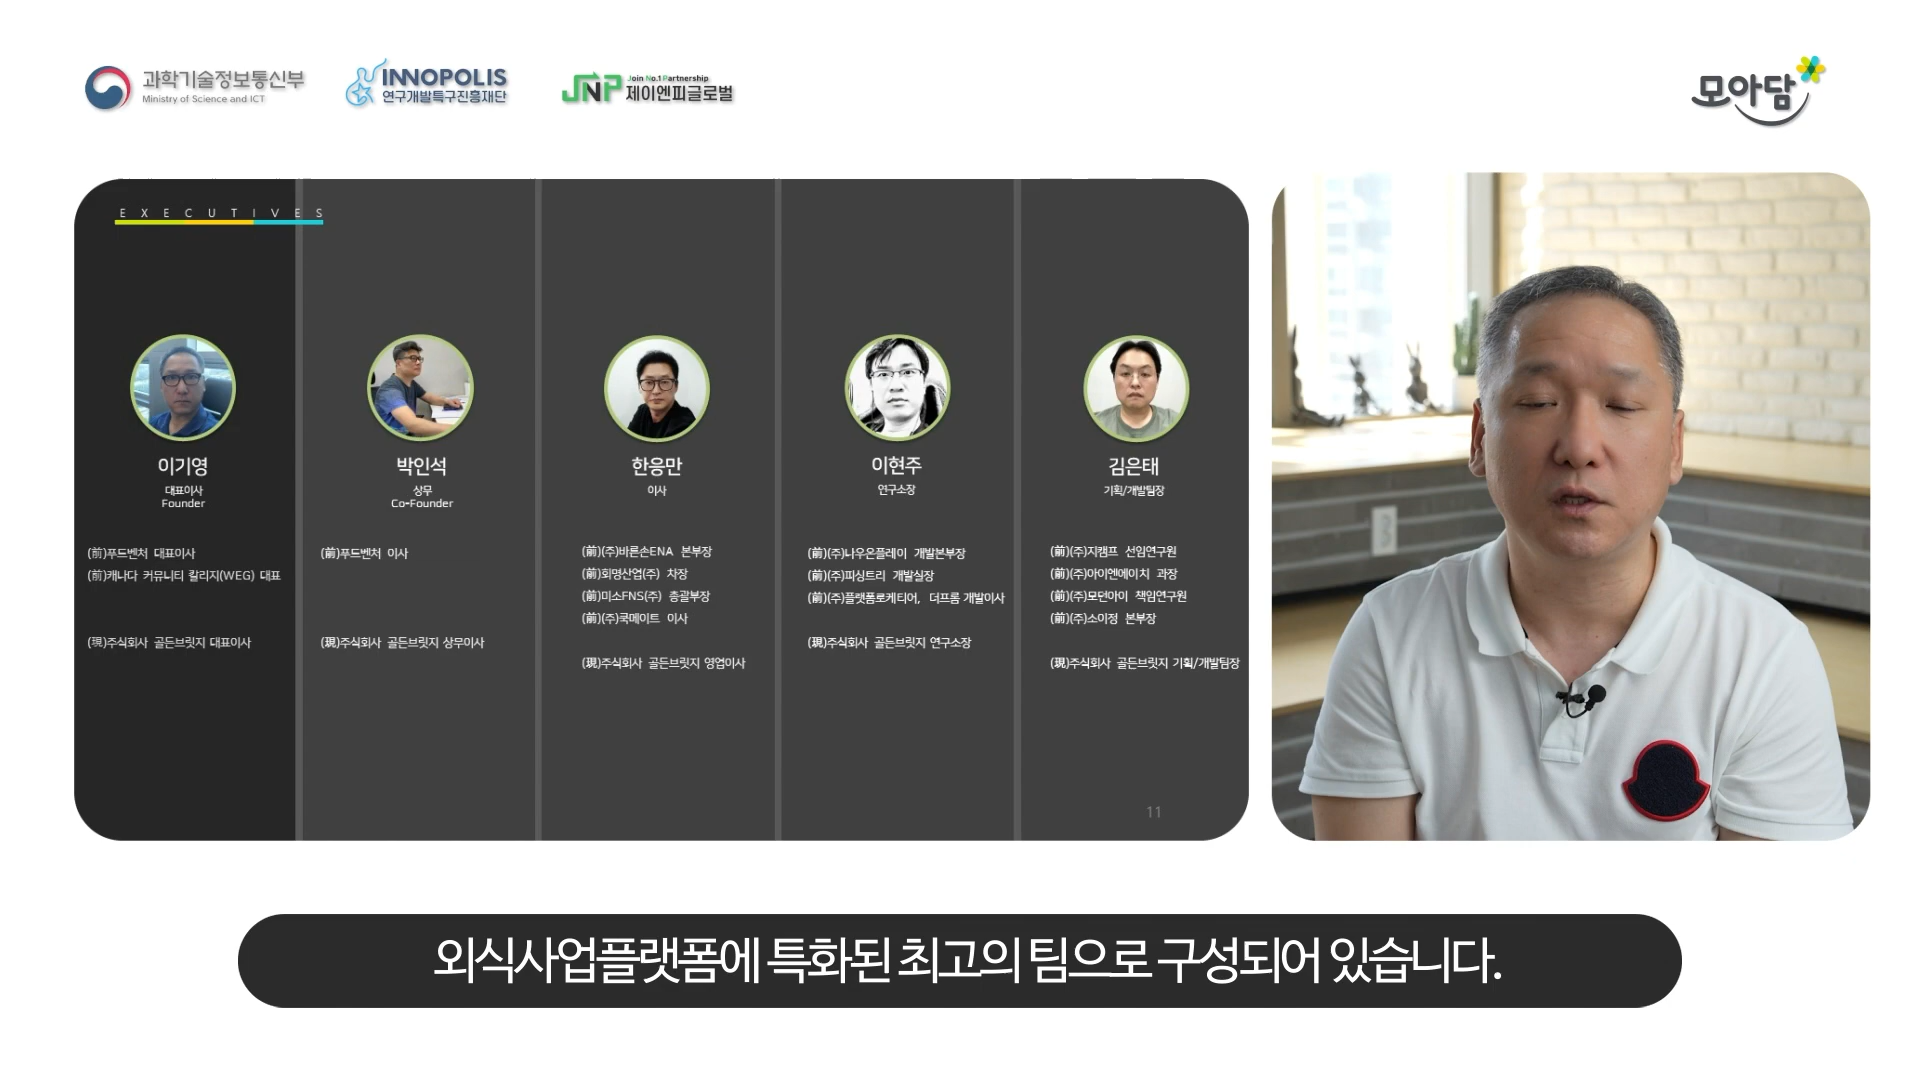 과학기술정보통신부
Ministry of Science and ICT
INNOPOLIS
연구개발특구진흥재단
JNP
Join No.1 Partnership
제이엔피글로벌
모아담
EXECUTIVES
이기영
대표이사
Founder
(前)푸드벤처 대표이사
(前)캐나다 커뮤니티 칼리지(WEG) 대표
(現)주식회사 골든브릿지 대표이사
박인석
상무
Co-Founder
(前)푸드벤처 이사
(現)주식회사 골든브릿지 상무이사
한응만
이사
(前)(주)바른손ENA 본부장
(前)회명산업(주) 차장
(前)미소FNS(주) 총괄부장
(前)(주)쿡메이트 이사
(現)주식회사 골든브릿지 영업이사
이현주
연구소장
(前)(주)나우온플레이 개발본부장
(前)(주)피싱트리 개발실장
(前)(주)플랫폼로케티어, 더프롬 개발이사
(現)주식회사 골든브릿지 연구소장
김은태
기획/개발팀장
(前)(주)지캠프 선임연구원
(前)(주)아이엔에이치 과장
(前)(주)모던아이 책임연구원
(前)(주)소이정 본부장
(現)주식회사 골든브릿지 기획/개발팀장
11
외식사업플랫폼에 특화된 최고의 팀으로 구성되어 있습니다.